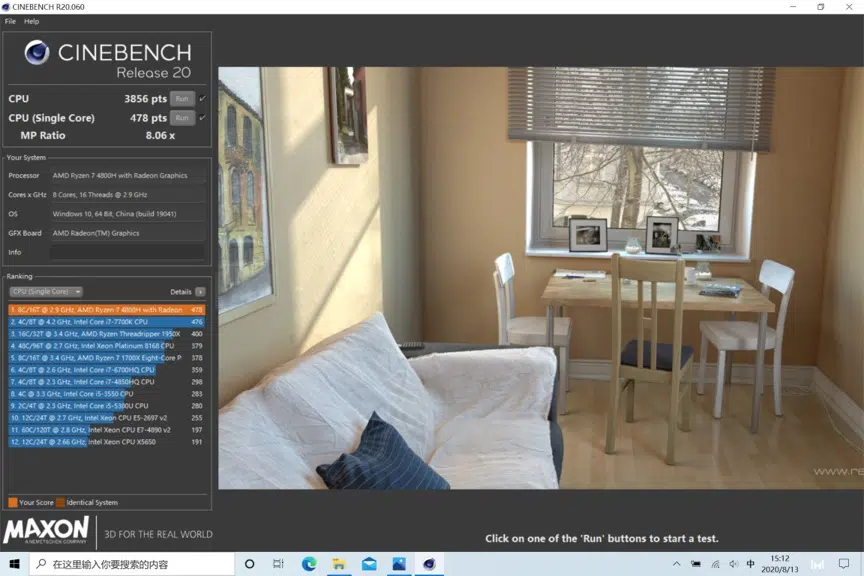 CINEBENCH R20.060
File Help
CINEBENCH
Release 20
CPU 3856 pts Run
CPU (Single Core) 478 pts Run
MP Ratio 8.06 x
Your System
Processor AMD Ryzen 7 4800H with Radeon Graphics
Cores x GHz 8 Cores, 16 Threads @ 2.9 GHz
OS Windows 10, 64 Bit, China (build 19041)
GFX Board AMD Radeon(TM) Graphics
Info
Ranking
CPU (Single Core) Details
1. 8C/16T @ 2.9 GHz, AMD Ryzen 7 4800H with Radeon 478
2. 4C/8T @ 4.2 GHz, Intel Core i7-7700K CPU 476
3. 16C/32T @ 3.4 GHz, AMD Ryzen Threadripper 1950X 400
4. 48C/96T @ 2.7 GHz, Intel Xeon Platinum 8168 CPU 379
5. 8C/16T @ 3.4 GHz, AMD Ryzen 7 1700X Eight-Core P 378
6. 4C/8T @ 2.6 GHz, Intel Core i7-6700HQ CPU 359
7. 4C/8T @ 2.3 GHz, Intel Core i7-4850HQ CPU 298
8. 4C @ 3.3 GHz, Intel Core i5-3550 CPU 283
9. 2C/4T @ 2.3 GHz, Intel Core i5-5300U CPU 280
10. 12C/24T @ 2.7 GHz, Intel Xeon CPU E5-2697 v2 255
11. 60C/120T @ 2.8 GHz, Intel Xeon CPU E7-4890 v2 197
12. 12C/24T @ 2.66 GHz, Intel Xeon CPU X5650 191
Your Score Identical System
MAXON
A NEMETSCHEK COMPANY
3D FOR THE REAL WORLD
www.re
Click on one of the 'Run' buttons to start a test.
在这里输入你要搜索的内容
中
15:12
2020/8/13